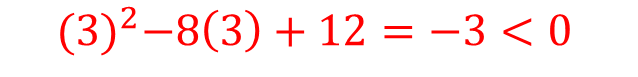 (3)²−8(3) + 12 = −3 < 0